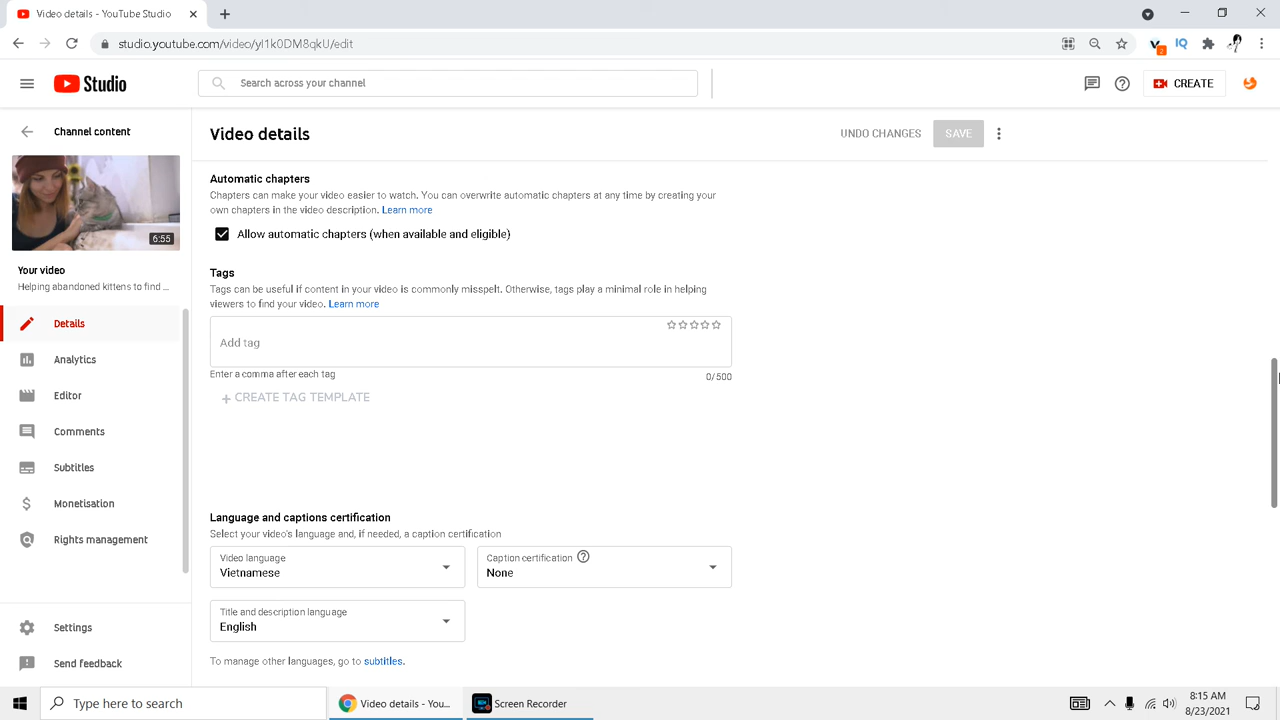 Video details - YouTube Studio
studio.youtube.com/video/yI1k0DM8qkU/edit
2
IQ
Studio
Search across your channel
CREATE
Channel content
Video details
UNDO CHANGES
SAVE
6:55
Your video
Helping abandoned kittens to find ...
Details
Analytics
Editor
Comments
Subtitles
Monetisation
Rights management
Settings
Send feedback
Automatic chapters
Chapters can make your video easier to watch. You can overwrite automatic chapters at any time by creating your
own chapters in the video description. Learn more
Allow automatic chapters (when available and eligible)
Tags
Tags can be useful if content in your video is commonly misspelt. Otherwise, tags play a minimal role in helping
viewers to find your video. Learn more
Add tag
Enter a comma after each tag
0/500
+ CREATE TAG TEMPLATE
Language and captions certification
Select your video's language and, if needed, a caption certification
Video language
Vietnamese
Caption certification
None
Title and description language
English
To manage other languages, go to subtitles.
Type here to search
Video details - You...
Screen Recorder
8:15 AM
8/23/2021